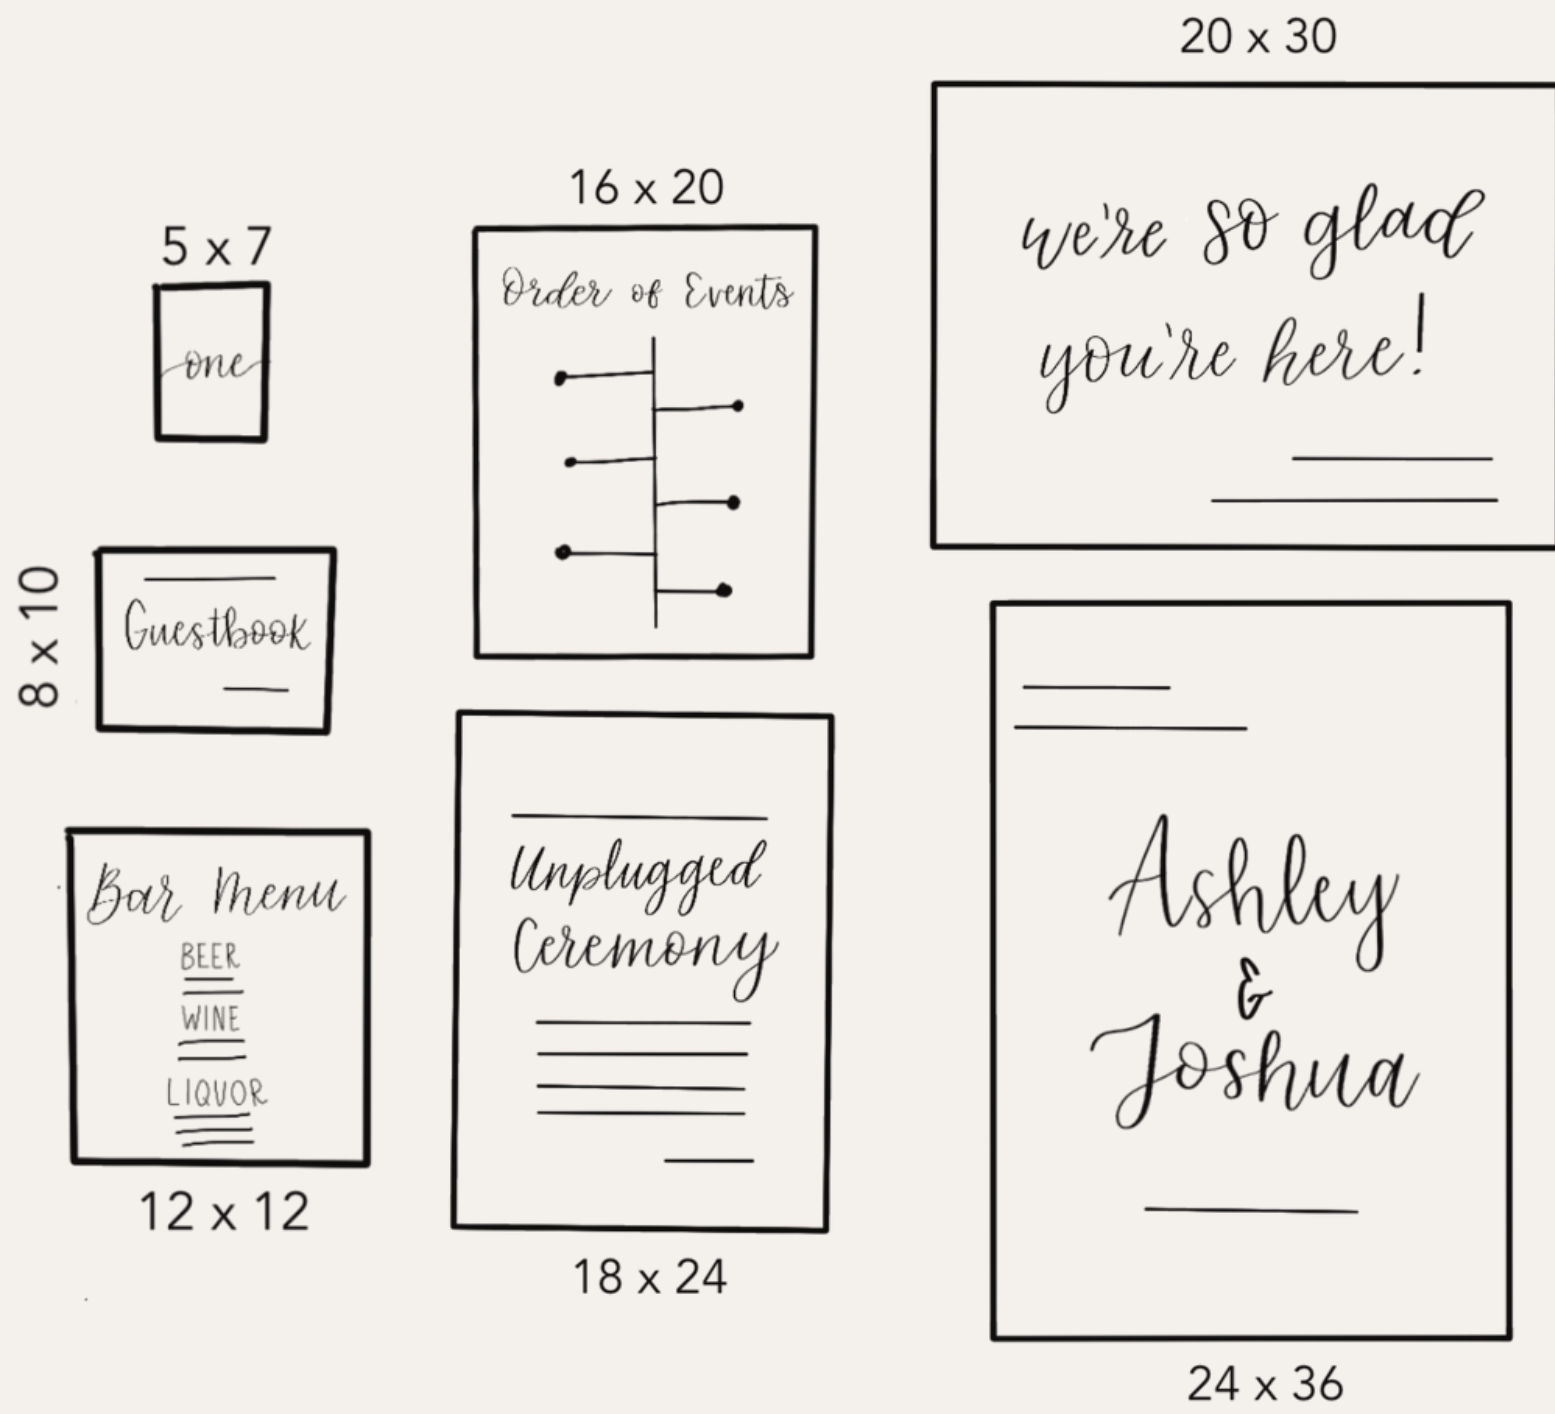 5 x 7
one
8 x 10
Guestbook
Bar Menu
BEER
WINE
LIQUOR
12 x 12
16 x 20
Order of Events
Unplugged
Ceremony
18 x 24
20 x 30
we're so glad
you're here!
Ashley
&
Joshua
24 x 36